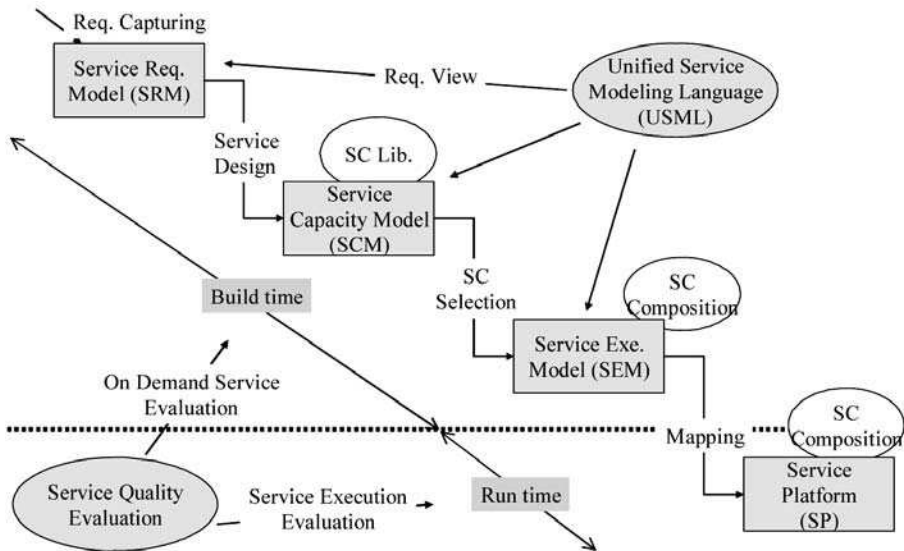 Req. Capturing
Service Req.
Model (SRM)
Req. View
Unified Service
Modeling Language
(USML)
Service
Design
SC Lib.
Service
Capacity Model
(SCM)
SC
Selection
SC
Composition
Build time
Service Exe.
Model (SEM)
On Demand Service
Evaluation
Mapping
SC
Composition
Service Quality
Evaluation
Service Execution
Evaluation
Run time
Service
Platform
(SP)